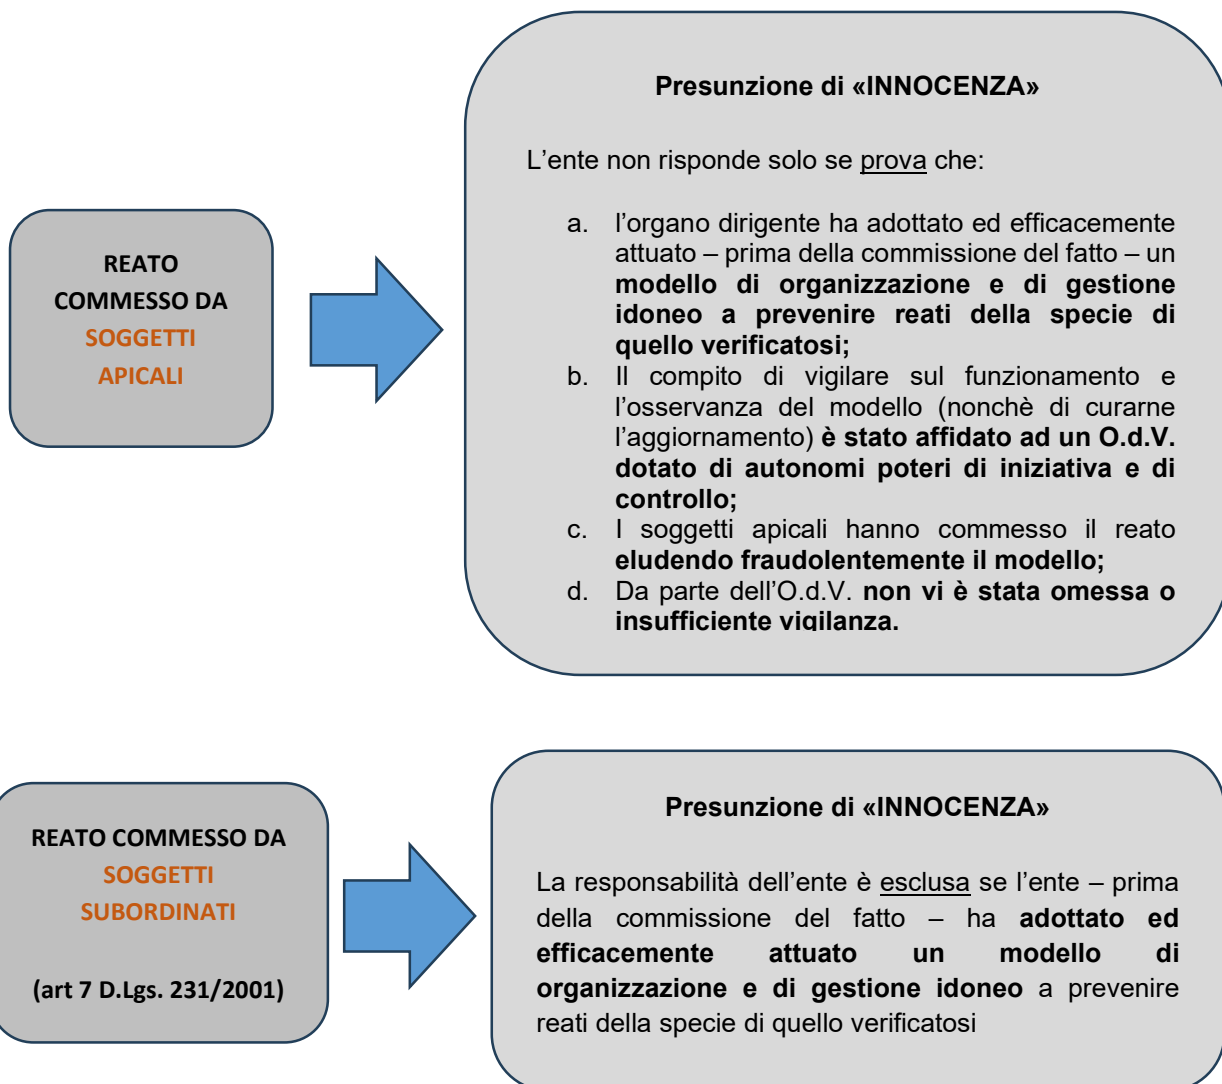 REATO
COMMESSO DA
SOGGETTI
APICALI
Presunzione di «INNOCENZA»
L'ente non risponde solo se prova che:
a. l'organo dirigente ha adottato ed efficacemente
attuato – prima della commissione del fatto – un
modello di organizzazione e di gestione
idoneo a prevenire reati della specie di
quello verificatosi;
b. Il compito di vigilare sul funzionamento e
l'osservanza del modello (nonchè di curarne
l'aggiornamento) è stato affidato ad un O.d.V.
dotato di autonomi poteri di iniziativa e di
controllo;
c. I soggetti apicali hanno commesso il reato
eludendo fraudolentemente il modello;
d. Da parte dell'O.d.V. non vi è stata omessa o
insufficiente vigilanza.
REATO COMMESSO DA
SOGGETTI
SUBORDINATI
(art 7 D.Lgs. 231/2001)
Presunzione di «INNOCENZA»
La responsabilità dell'ente è esclusa se l'ente – prima
della commissione del fatto – ha adottato ed
efficacemente attuato un modello di
organizzazione e di gestione idoneo a prevenire
reati della specie di quello verificatosi